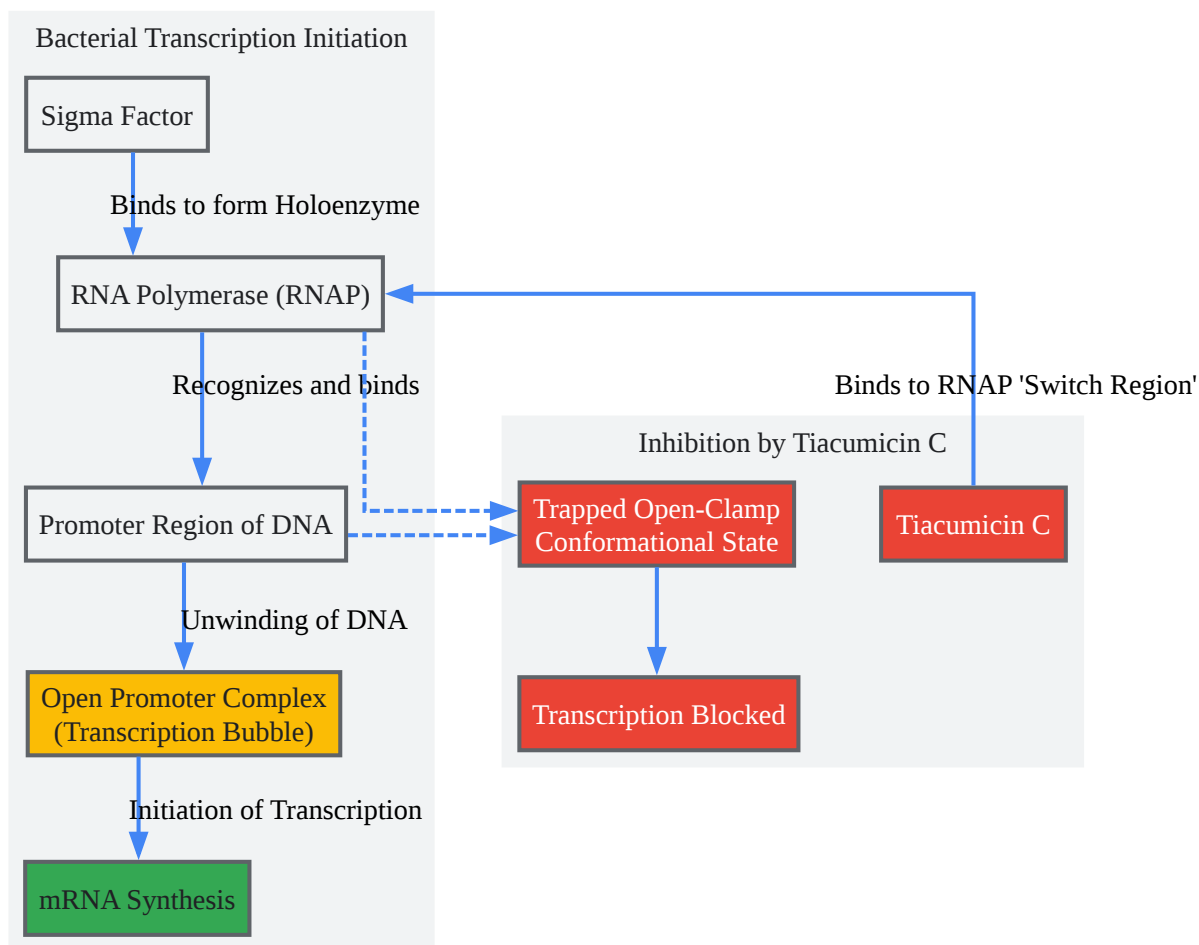 Bacterial Transcription Initiation
Sigma Factor
Binds to form Holoenzyme
RNA Polymerase (RNAP)
Recognizes and binds
Binds to RNAP 'Switch Region'
Inhibition by Tiacumicin C
Promoter Region of DNA
Trapped Open-Clamp
Conformational State
Tiacumicin C
Unwinding of DNA
Open Promoter Complex
(Transcription Bubble)
Transcription Blocked
Initiation of Transcription
mRNA Synthesis